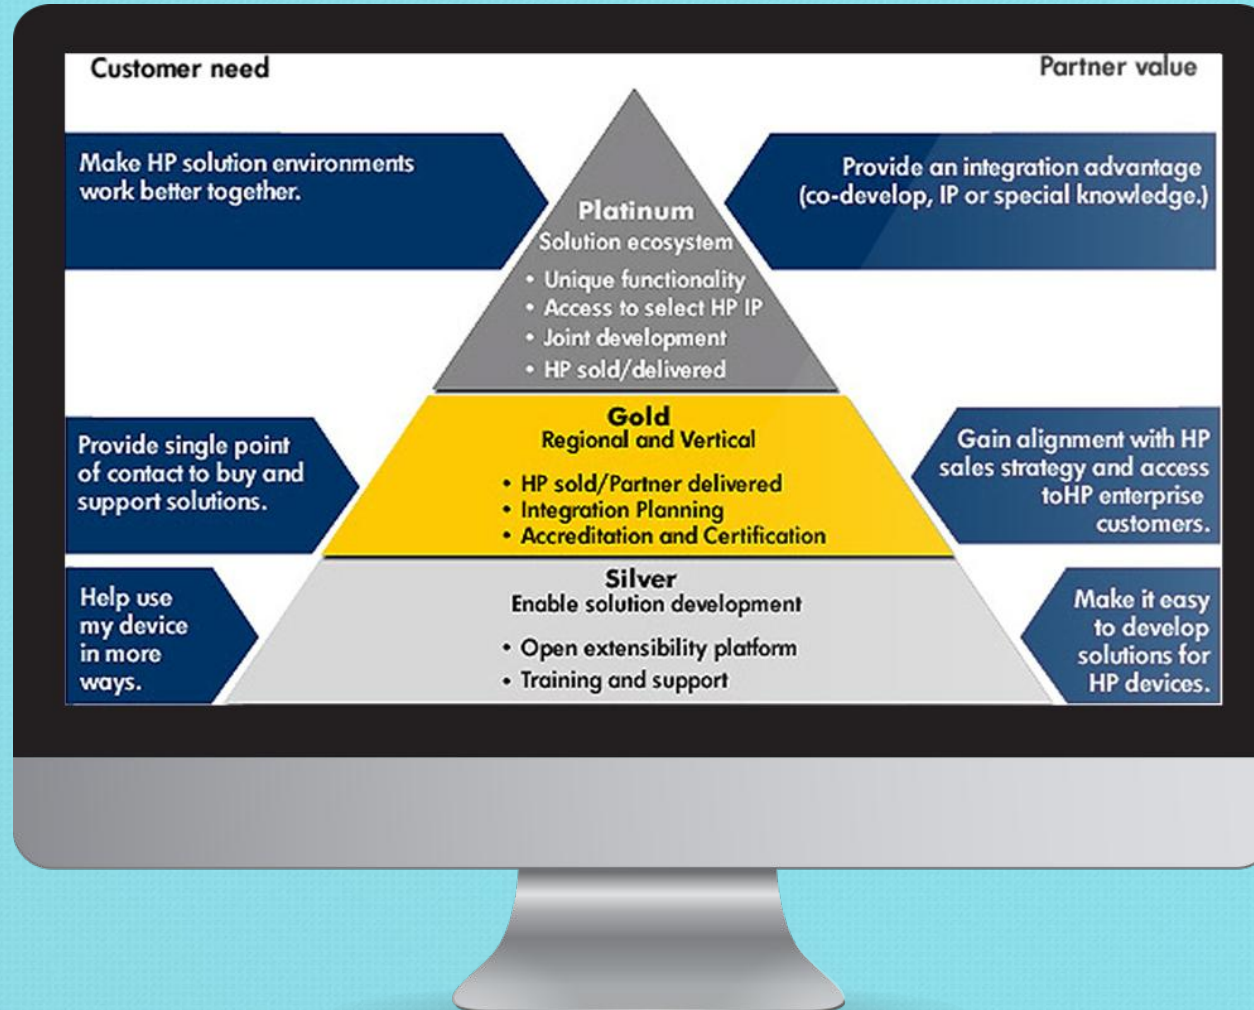 Customer need
Partner value
Make HP solution environments
work better together.
Provide an integration advantage
(co-develop, IP or special knowledge.)
Platinum
Solution ecosystem
• Unique functionality
• Access to select HP IP
• Joint development
• HP sold/delivered
Provide single point
of contact to buy and
support solutions.
Gold
Regional and Vertical
• HP sold/Partner delivered
• Integration Planning
• Accreditation and Certification
Gain alignment with HP
sales strategy and access
toHP enterprise
customers.
Help use
my device
in more
ways.
Silver
Enable solution development
• Open extensibility platform
• Training and support
Make it easy
to develop
solutions for
HP devices.